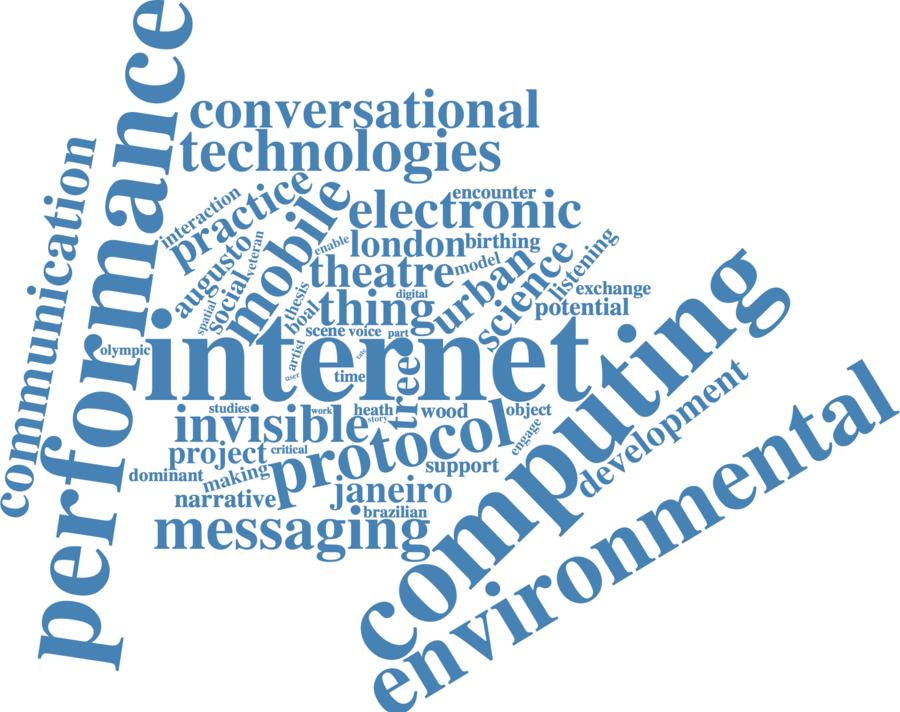 performance
communication
conversational
technologies
interaction
practice
mobile
encounter
electronic
augusto
veteran
enable
london
birthing
spatial
social
theatre
model
urban
science
listening
thesis
boal
digital
thing
exchange
potential
scene
voice
part
olympic
internet
artist
tate
user
time
tree
computing
studies
work
heath
story
wood
object
invisible
protocol
engage
development
project
critical
environmental
dominant
making
support
narrative
janeiro
brazilian
messaging